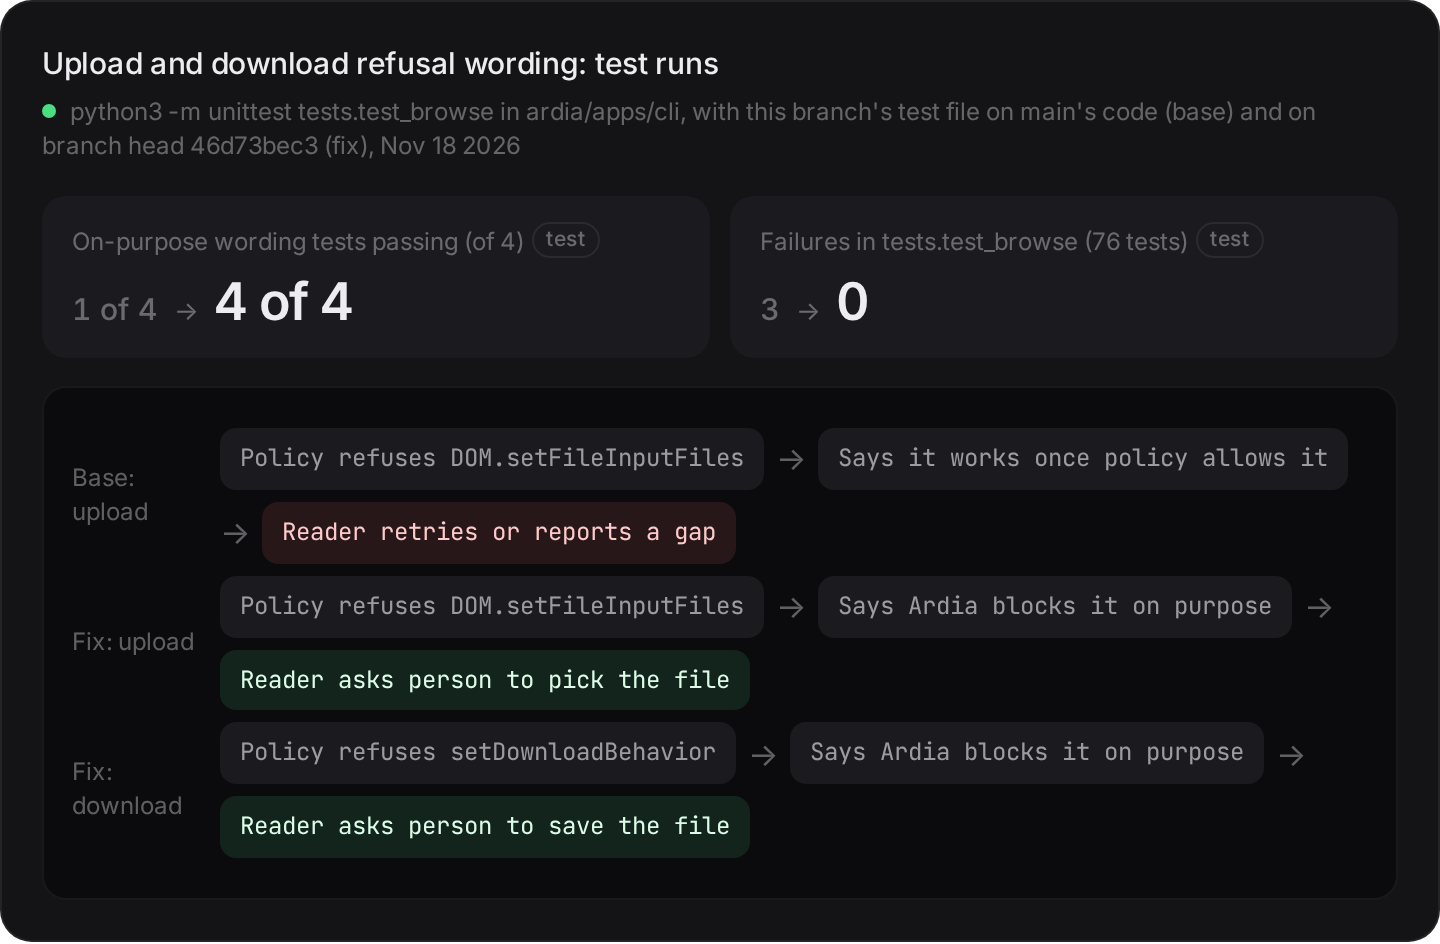 Upload and download refusal wording: test runs
python3 -m unittest tests.test_browse in ardia/apps/cli, with this branch's test file on main's code (base) and on
branch head 46d73bec3 (fix), Nov 18 2026
On-purpose wording tests passing (of 4) test
1 of 4 → 4 of 4
Failures in tests.test_browse (76 tests) test
3 → 0
Base:
upload
Policy refuses DOM.setFileInputFiles → Says it works once policy allows it
→ Reader retries or reports a gap
Fix: upload
Policy refuses DOM.setFileInputFiles → Says Ardia blocks it on purpose →
Reader asks person to pick the file
Fix:
download
Policy refuses setDownloadBehavior → Says Ardia blocks it on purpose →
Reader asks person to save the file